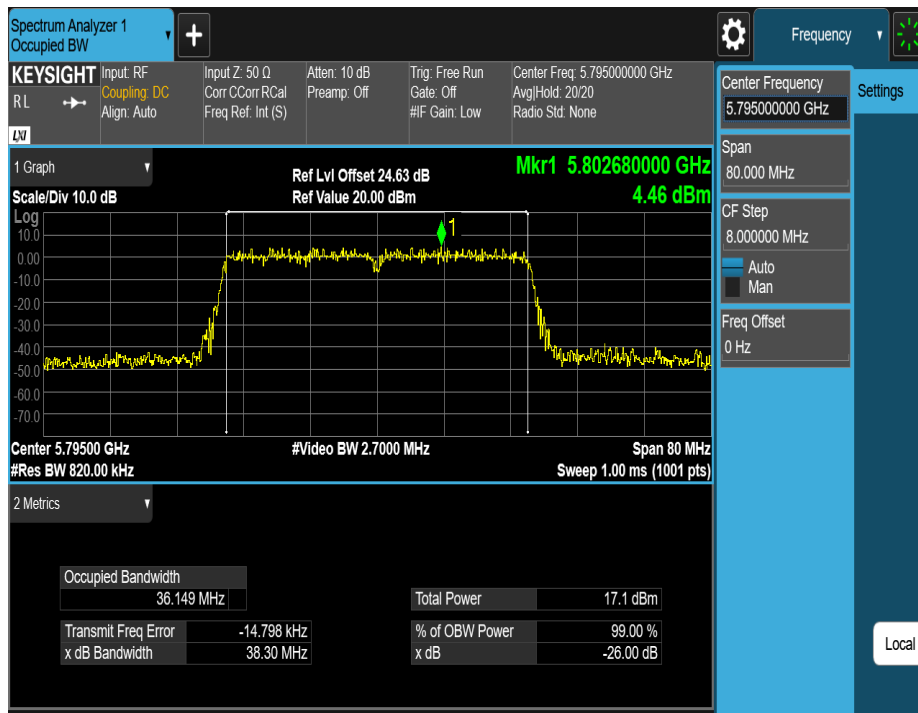 Spectrum Analyzer 1
Occupied BW
+
Frequency
KEYSIGHT
RL
LXI
Input: RF
Coupling: DC
Align: Auto
Input Z: 50 Ω
Corr CCorr RCal
Freq Ref: Int (S)
Atten: 10 dB
Preamp: Off
Trig: Free Run
Gate: Off
#IF Gain: Low
Center Freq: 5.795000000 GHz
Avg|Hold: 20/20
Radio Std: None
Center Frequency
5.795000000 GHz
Settings
Span
80.000 MHz
CF Step
8.000000 MHz
Auto
Man
Freq Offset
0 Hz
Local
1 Graph
Scale/Div 10.0 dB
Ref Lvl Offset 24.63 dB
Ref Value 20.00 dBm
Mkr1 5.802680000 GHz
4.46 dBm
Log
10.0
0.00
-10.0
-20.0
-30.0
-40.0
-50.0
-60.0
-70.0
1
Center 5.79500 GHz
#Video BW 2.7000 MHz
Span 80 MHz
#Res BW 820.00 kHz
Sweep 1.00 ms (1001 pts)
2 Metrics
Occupied Bandwidth
36.149 MHz
Total Power 17.1 dBm
Transmit Freq Error -14.798 kHz
% of OBW Power 99.00 %
x dB Bandwidth 38.30 MHz
x dB -26.00 dB